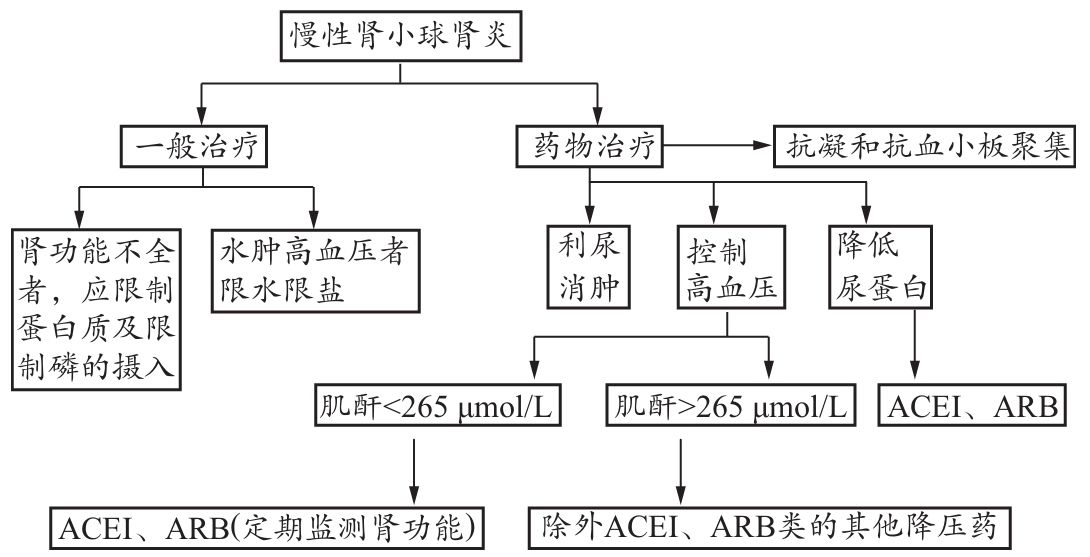 慢性肾小球肾炎
一般治疗
药物治疗
抗凝和抗血小板聚集
肾功能不全
者，应限制
蛋白质及限
制磷的摄入
水肿高血压者
限水限盐
利尿
消肿
控制
高血压
降低
尿蛋白
肌酐<265 μmol/L
肌酐>265 μmol/L
ACEI、ARB
ACEI、ARB(定期监测肾功能)
除外ACEI、ARB类的其他降压药